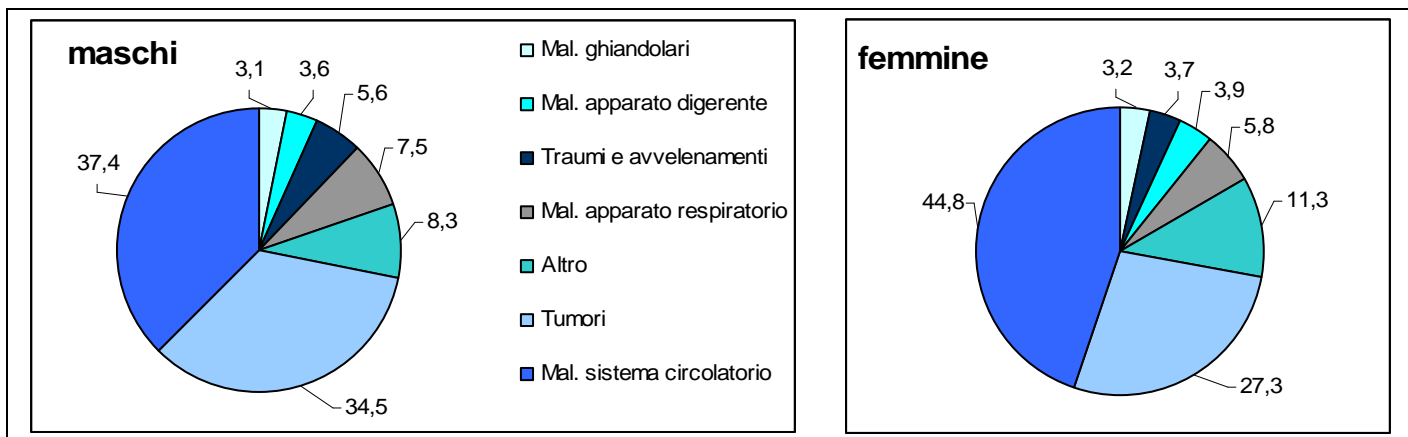 maschi
3,1
3,6
5,6
7,5
8,3
34,5
37,4
Mal. ghiandolari
Mal. apparato digerente
Traumi e avvelenamenti
Mal. apparato respiratorio
Altro
Tumori
Mal. sistema circolatorio
femmine
3,2
3,7
3,9
5,8
11,3
27,3
44,8